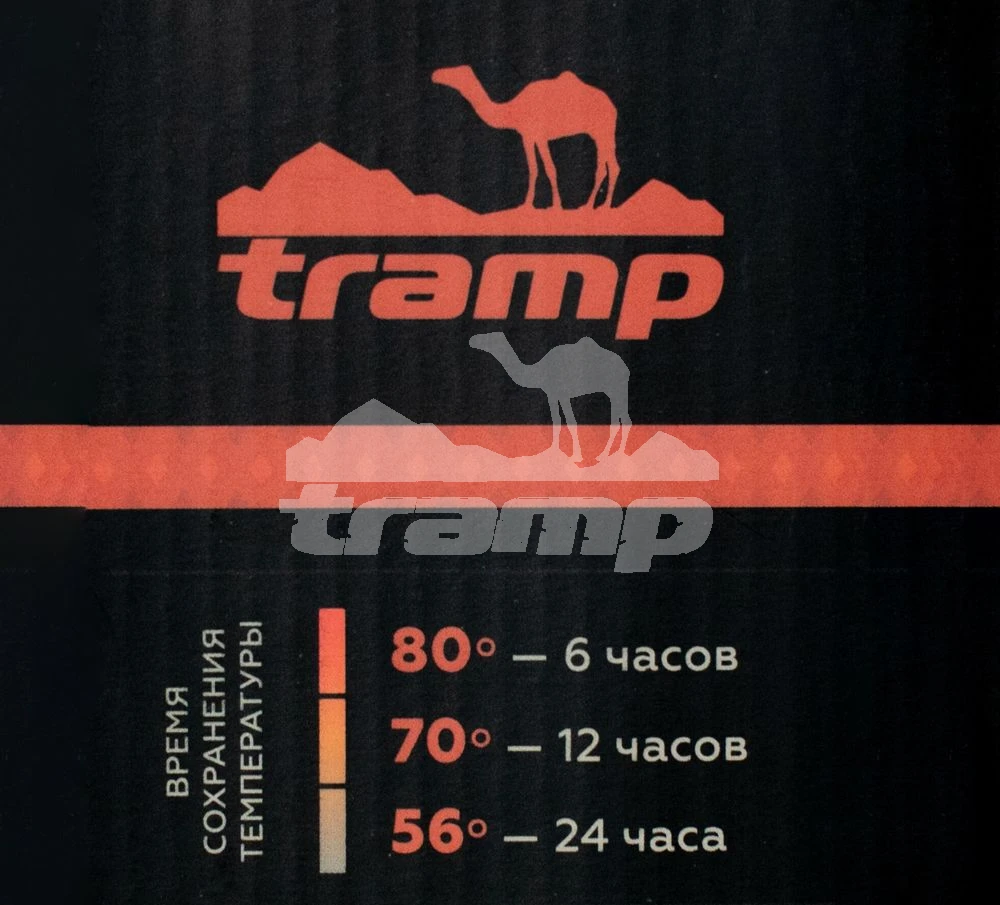 tramp
tramp
ВРЕМЯ
СОХРАНЕНИЯ
ТЕМПЕРАТУРЫ
80° — 6 часов
70° — 12 часов
56° — 24 часа